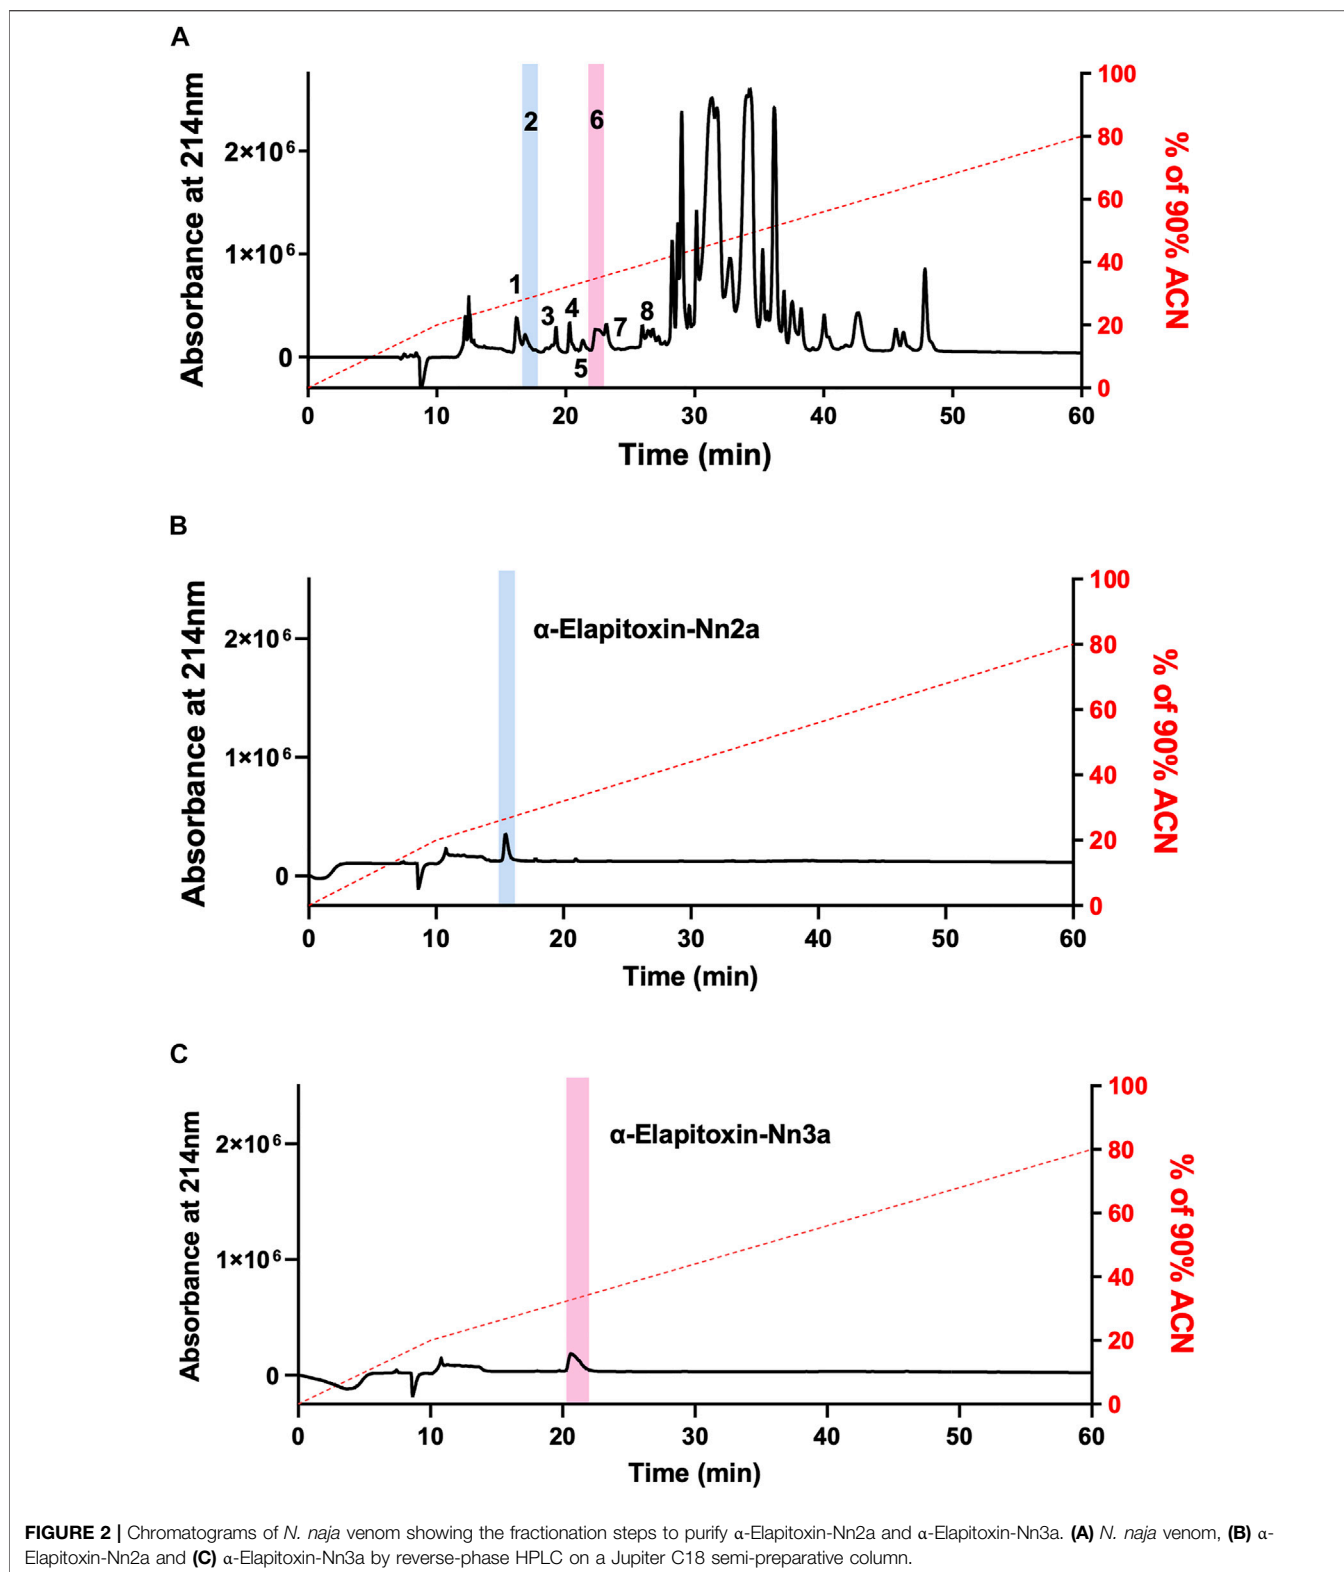 A
Absorbance at 214nm
2×10⁶
1×10⁶
0
1
2
3
4
5
6
7
8
100
80
60
40
20
0
% of 90% ACN
0 10 20 30 40 50 60
Time (min)
B
Absorbance at 214nm
2×10⁶
1×10⁶
0
α-Elapitoxin-Nn2a
100
80
60
40
20
0
% of 90% ACN
0 10 20 30 40 50 60
Time (min)
C
Absorbance at 214nm
2×10⁶
1×10⁶
0
α-Elapitoxin-Nn3a
100
80
60
40
20
0
% of 90% ACN
0 10 20 30 40 50 60
Time (min)
FIGURE 2 | Chromatograms of N. naja venom showing the fractionation steps to purify α-Elapitoxin-Nn2a and α-Elapitoxin-Nn3a. (A) N. naja venom, (B) α-
Elapitoxin-Nn2a and (C) α-Elapitoxin-Nn3a by reverse-phase HPLC on a Jupiter C18 semi-preparative column.